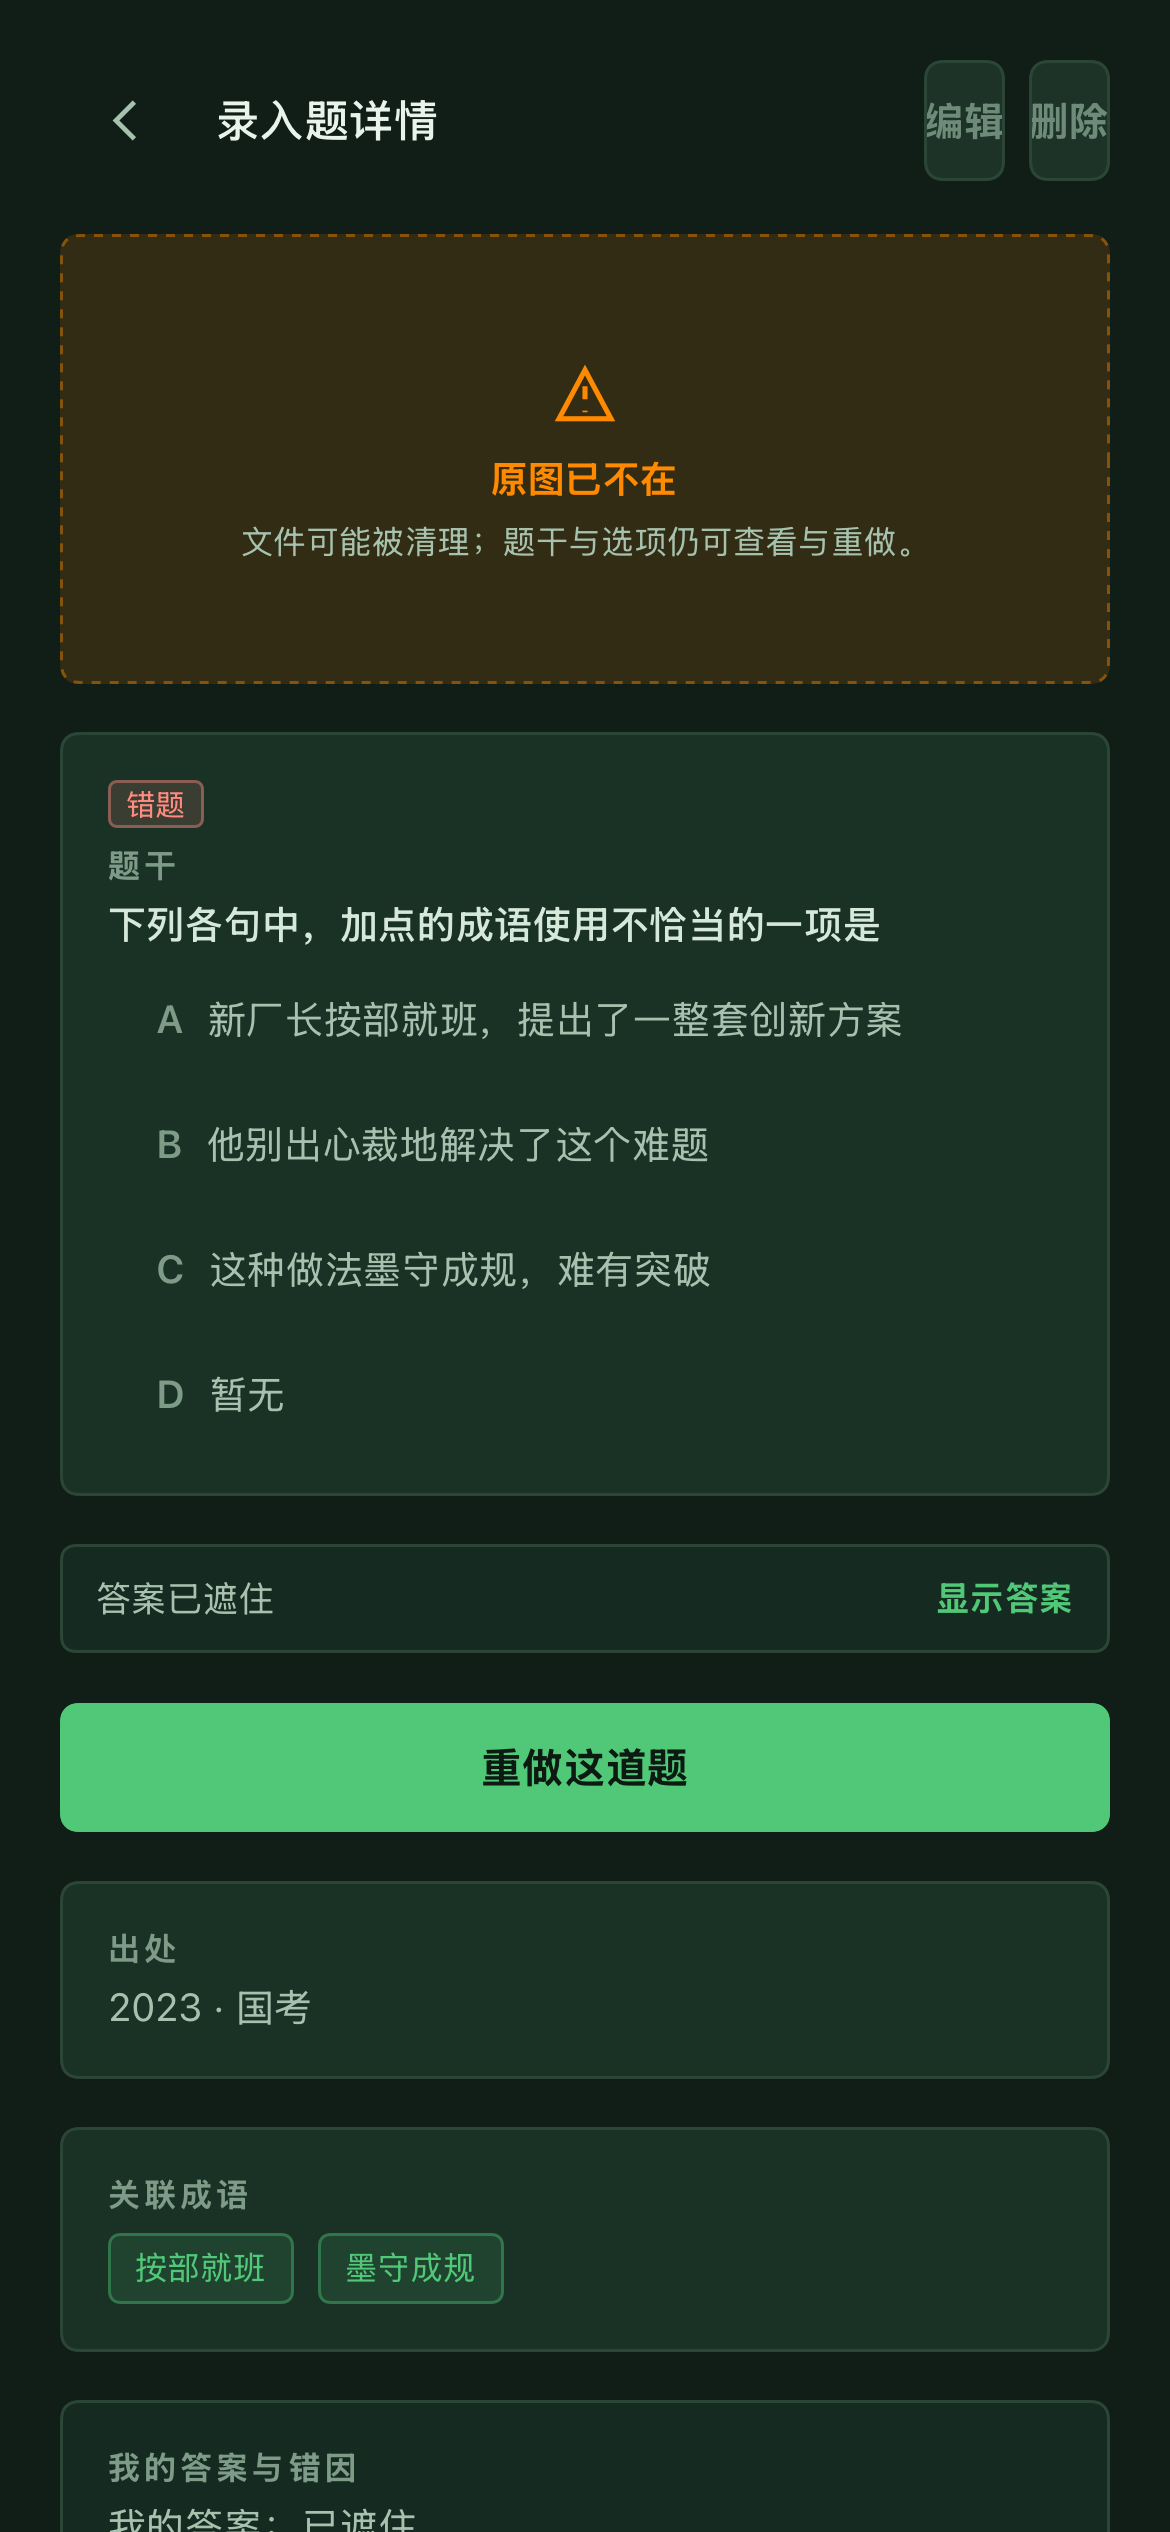 录入题详情
编辑
删除
原图已不在
文件可能被清理；题干与选项仍可查看与重做。
错题
题干
下列各句中，加点的成语使用不恰当的一项是
A 新厂长按部就班，提出了一整套创新方案
B 他别出心裁地解决了这个难题
C 这种做法墨守成规，难有突破
D 暂无
答案已遮住
显示答案
重做这道题
出处
2023 · 国考
关联成语
按部就班
墨守成规
我的答案与错因
我的答案：已遮住